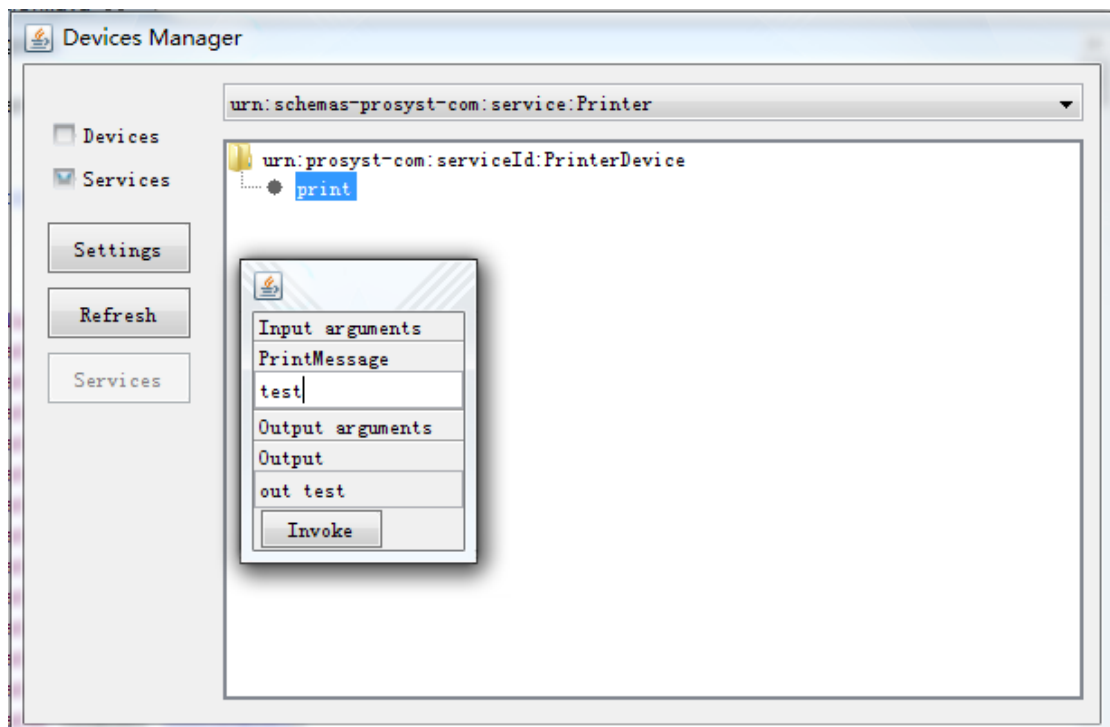 Devices Manager
urn:schemas-prosyst-com:service:Printer
Devices
Services
Settings
Refresh
Services
urn:prosyst-com:serviceId:PrinterDevice
print
Input arguments
PrintMessage
test
Output arguments
Output
out test
Invoke